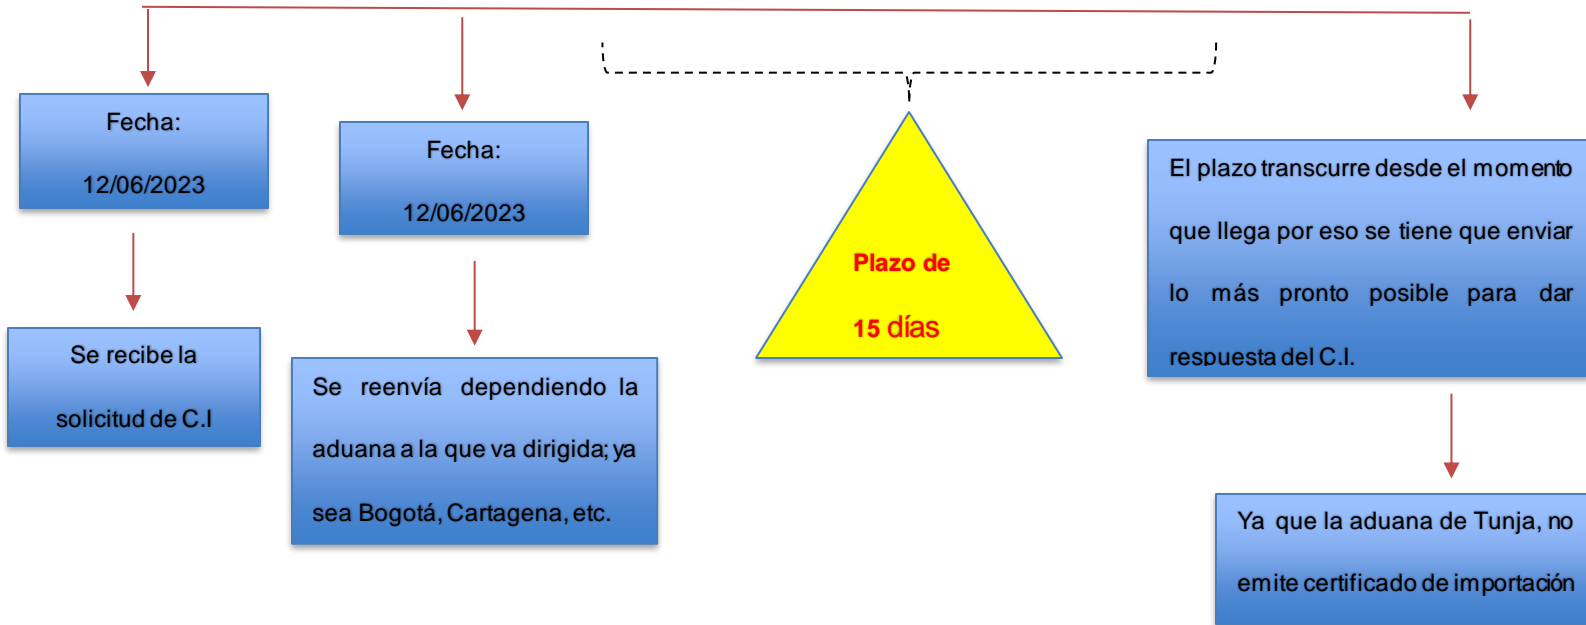 Fecha:
12/06/2023
Se recibe la
solicitud de C.I
Fecha:
12/06/2023
Se reenvía dependiendo la
aduana a la que va dirigida; ya
sea Bogotá, Cartagena, etc.
Plazo de
15 días
El plazo transcurre desde el momento
que llega por eso se tiene que enviar
lo más pronto posible para dar
respuesta del C.I.
Ya que la aduana de Tunja, no
emite certificado de importación